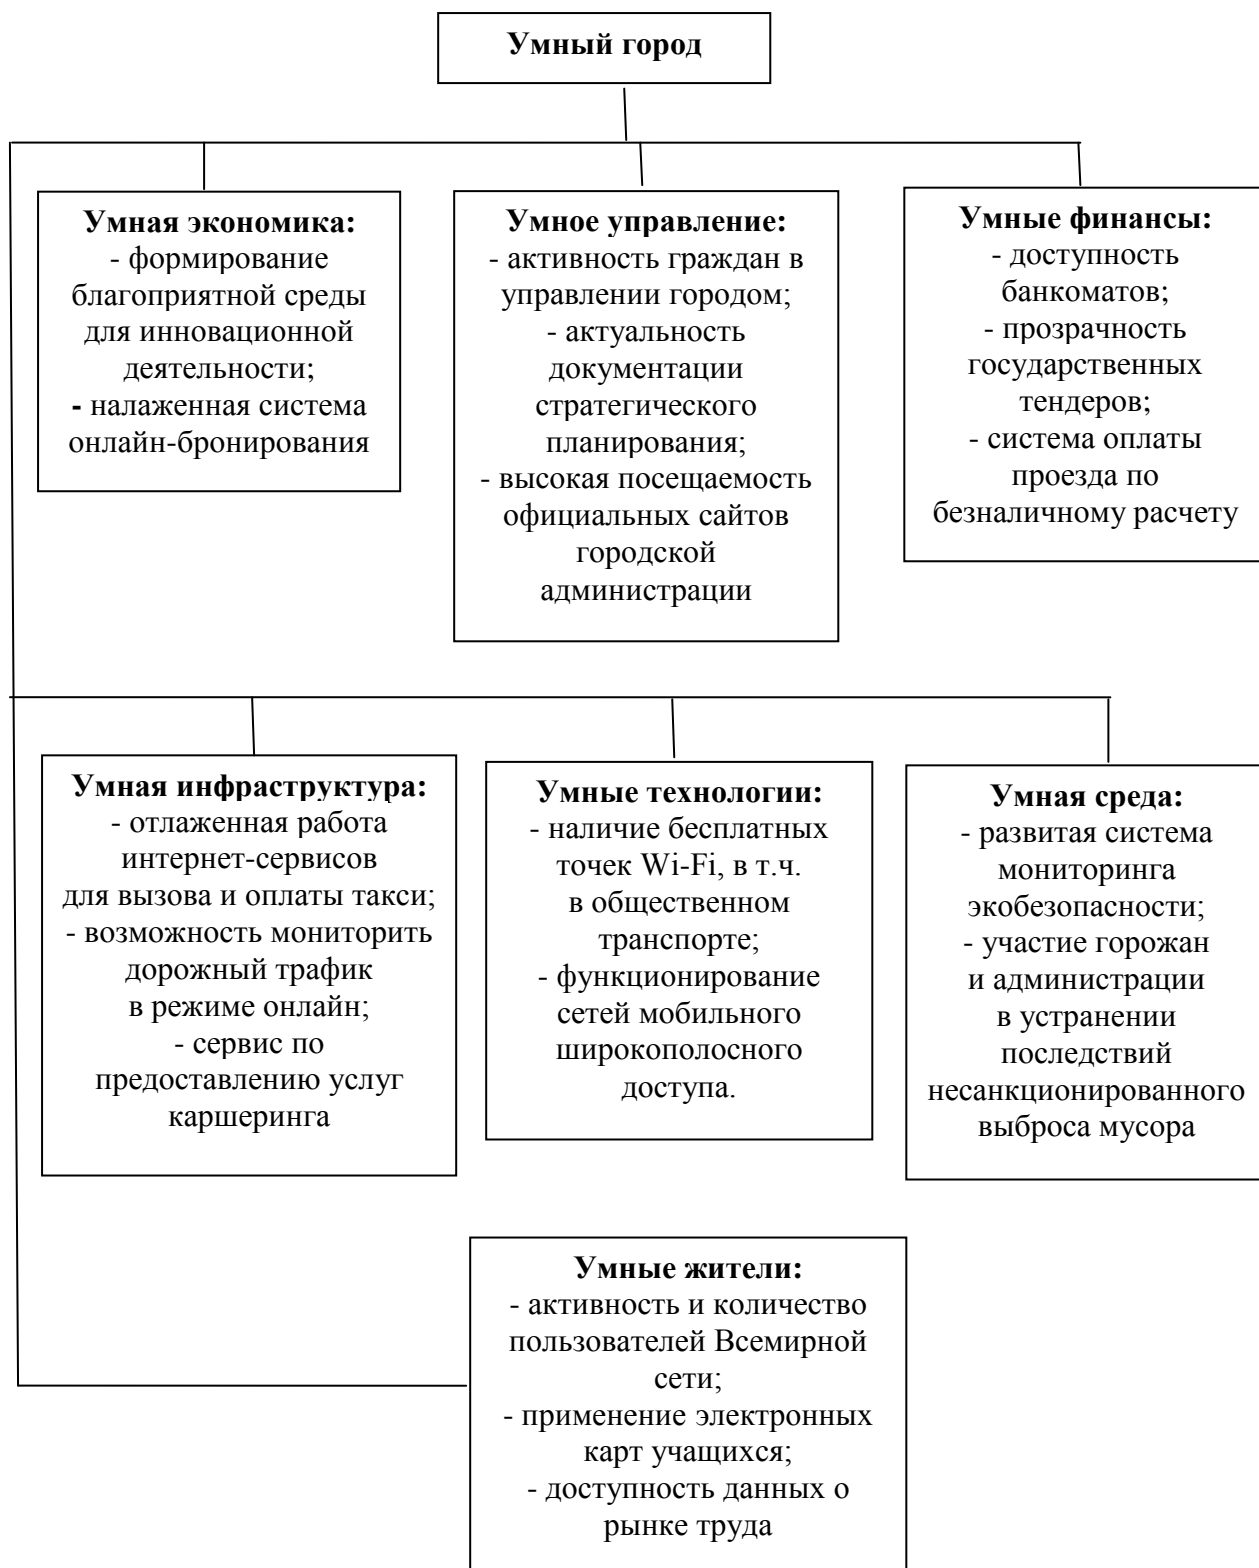 Умный город
Умная экономика:
- формирование
благоприятной среды
для инновационной
деятельности;
- налаженная система
онлайн-бронирования
Умное управление:
- активность граждан в
управлении городом;
- актуальность
документации
стратегического
планирования;
- высокая посещаемость
официальных сайтов
городской
администрации
Умные финансы:
- доступность
банкоматов;
- прозрачность
государственных
тендеров;
- система оплаты
проезда по
безналичному расчету
Умная инфраструктура:
- отлаженная работа
интернет-сервисов
для вызова и оплаты такси;
- возможность мониторить
дорожный трафик
в режиме онлайн;
- сервис по
предоставлению услуг
каршеринга
Умные технологии:
- наличие бесплатных
точек Wi-Fi, в т.ч.
в общественном
транспорте;
- функционирование
сетей мобильного
широкополосного
доступа.
Умная среда:
- развитая система
мониторинга
экобезопасности;
- участие горожан
и администрации
в устранении
последствий
несанкционированного
выброса мусора
Умные жители:
- активность и количество
пользователей Всемирной
сети;
- применение электронных
карт учащихся;
- доступность данных о
рынке труда